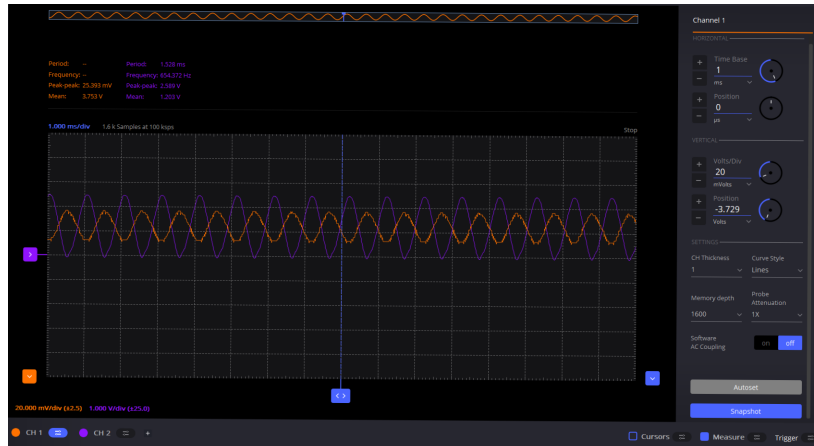 Channel 1
HORIZONTAL
Period: -- Period: 1.528 ms
Frequency: -- Frequency: 654.372 Hz
Peak-peak: 25.393 mV Peak-peak: 2.589 V
Mean: 3.753 V Mean: 1.203 V
+ Time Base
1
- ms
+ Position
0
- µs
1.000 ms/div 1.6 k Samples at 100 ksps Stop
VERTICAL
+ Volts/Div
20
- mVolts
+ Position
-3.729
- Volts
SETTINGS
CH Thickness Curve Style
1 Lines
Memory depth Probe Attenuation
1600 1X
Software AC Coupling on off
Autoset
Snapshot
20.000 mV/div (±2.5) 1.000 V/div (±25.0)
CH 1 CH 2 + Cursors Measure Trigger